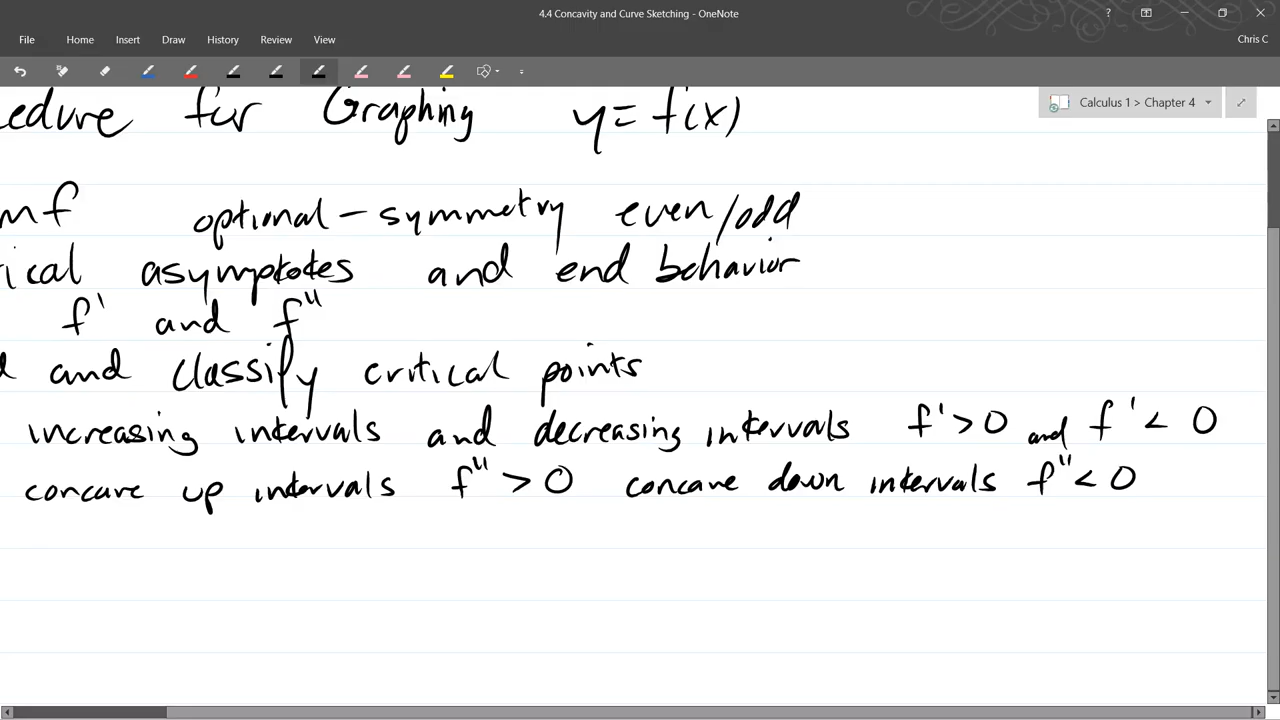 4.4 Concavity and Curve Sketching - OneNote
File Home Insert Draw History Review View
Chris C
Calculus 1 > Chapter 4
edure for Graphing y = f(x)
mf optional - symmetry even/odd
ical asymptotes and end behavior
f' and f"
d and classify critical points
increasing intervals and decreasing intervals f' > 0 and f' < 0
concave up intervals f" > 0 concave down intervals f" < 0